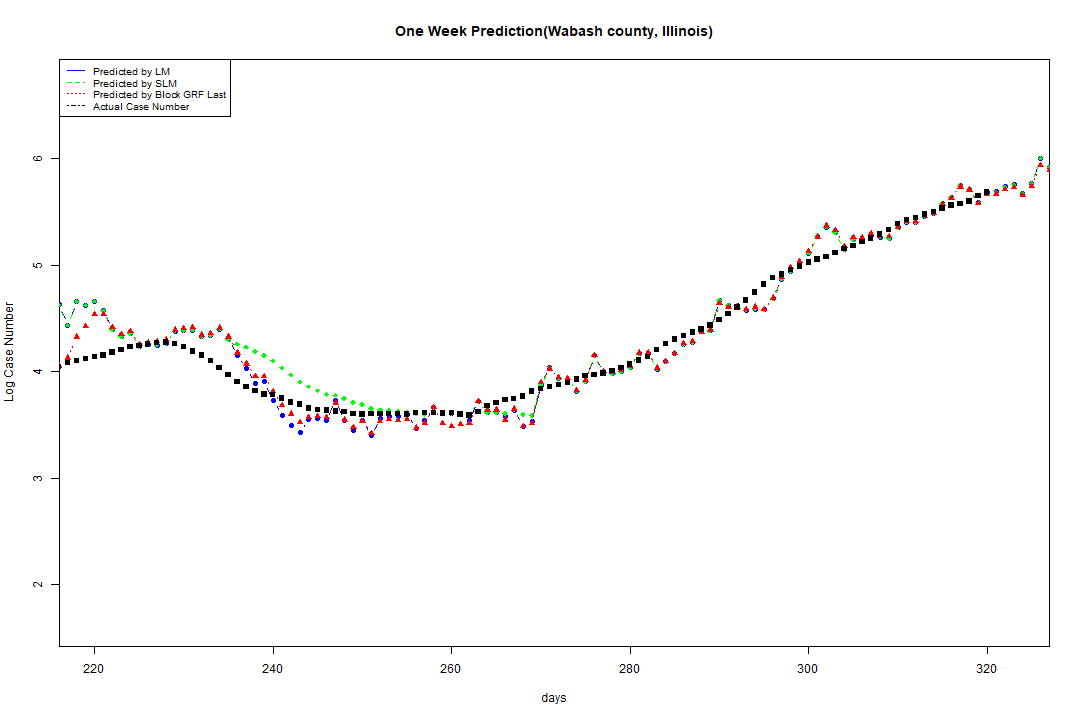 One Week Prediction(Wabash county, Illinois)
Predicted by LM
Predicted by SLM
Predicted by Block GRF Last
Actual Case Number
6
5
4
3
2
Log Case Number
220 240 260 280 300 320
days